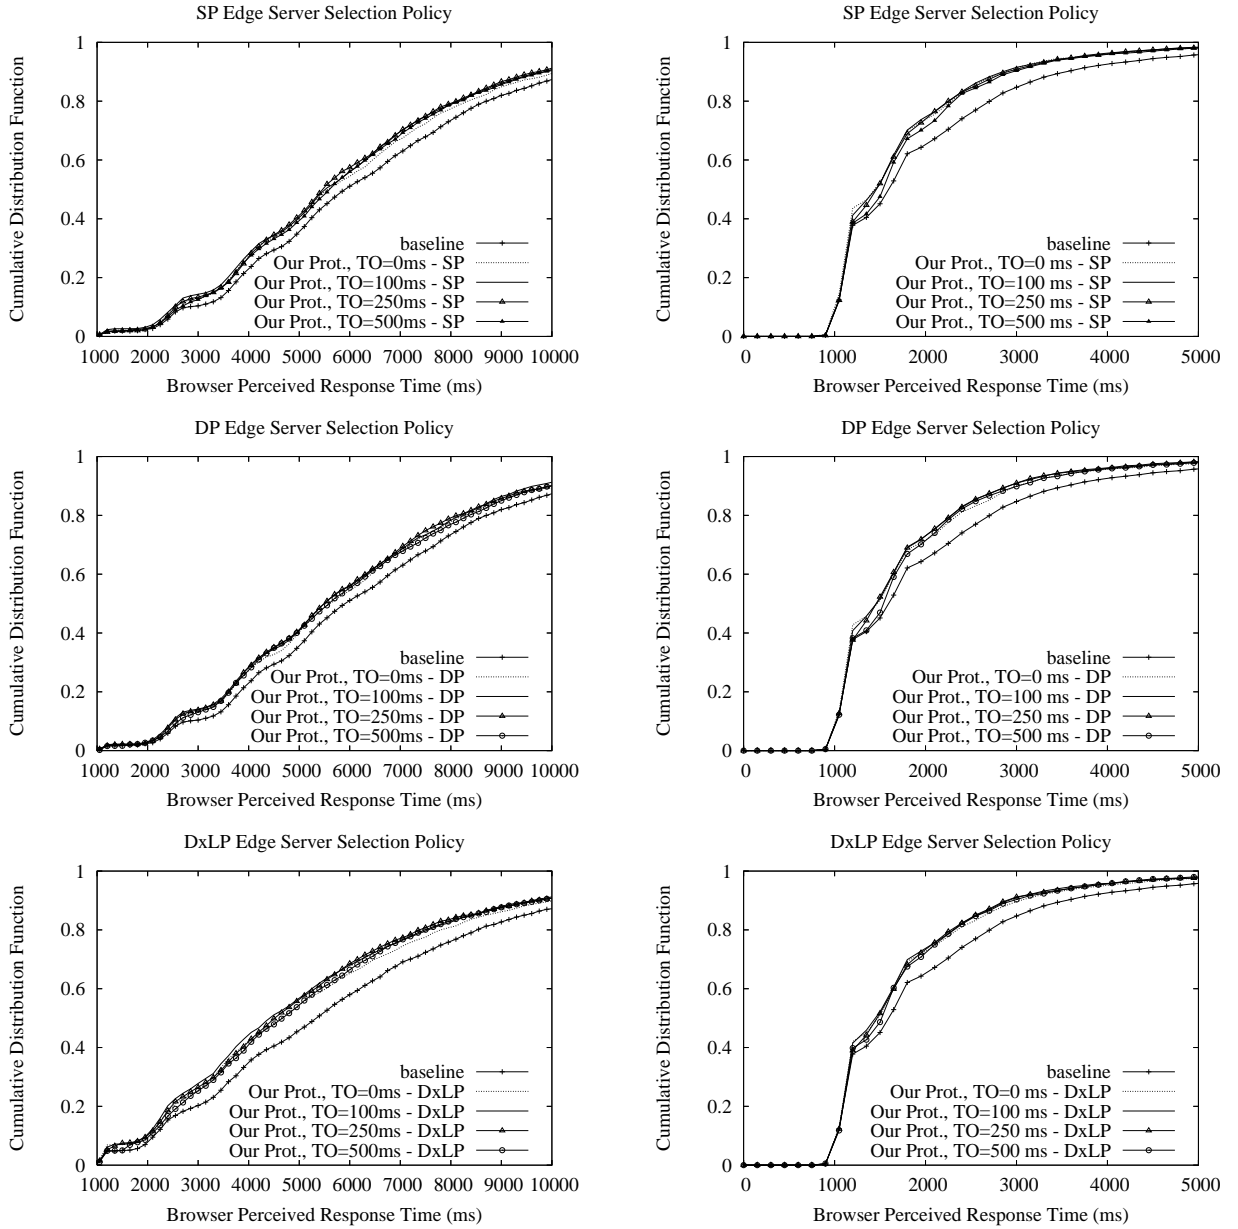 SP Edge Server Selection Policy
Cumulative Distribution Function
1
0.8
0.6
0.4
0.2
0
baseline
Our Prot., TO=0ms - SP
Our Prot., TO=100ms - SP
Our Prot., TO=250ms - SP
Our Prot., TO=500ms - SP
1000 2000 3000 4000 5000 6000 7000 8000 9000 10000
Browser Perceived Response Time (ms)
SP Edge Server Selection Policy
Cumulative Distribution Function
1
0.8
0.6
0.4
0.2
0
baseline
Our Prot., TO=0 ms - SP
Our Prot., TO=100 ms - SP
Our Prot., TO=250 ms - SP
Our Prot., TO=500 ms - SP
0 1000 2000 3000 4000 5000
Browser Perceived Response Time (ms)
DP Edge Server Selection Policy
Cumulative Distribution Function
1
0.8
0.6
0.4
0.2
0
baseline
Our Prot., TO=0ms - DP
Our Prot., TO=100ms - DP
Our Prot., TO=250ms - DP
Our Prot., TO=500ms - DP
1000 2000 3000 4000 5000 6000 7000 8000 9000 10000
Browser Perceived Response Time (ms)
DP Edge Server Selection Policy
Cumulative Distribution Function
1
0.8
0.6
0.4
0.2
0
baseline
Our Prot., TO=0 ms - DP
Our Prot., TO=100 ms - DP
Our Prot., TO=250 ms - DP
Our Prot., TO=500 ms - DP
0 1000 2000 3000 4000 5000
Browser Perceived Response Time (ms)
DxLP Edge Server Selection Policy
Cumulative Distribution Function
1
0.8
0.6
0.4
0.2
0
baseline
Our Prot., TO=0ms - DxLP
Our Prot., TO=100ms - DxLP
Our Prot., TO=250ms - DxLP
Our Prot., TO=500ms - DxLP
1000 2000 3000 4000 5000 6000 7000 8000 9000 10000
Browser Perceived Response Time (ms)
DxLP Edge Server Selection Policy
Cumulative Distribution Function
1
0.8
0.6
0.4
0.2
0
baseline
Our Prot., TO=0 ms - DxLP
Our Prot., TO=100 ms - DxLP
Our Prot., TO=250 ms - DxLP
Our Prot., TO=500 ms - DxLP
0 1000 2000 3000 4000 5000
Browser Perceived Response Time (ms)